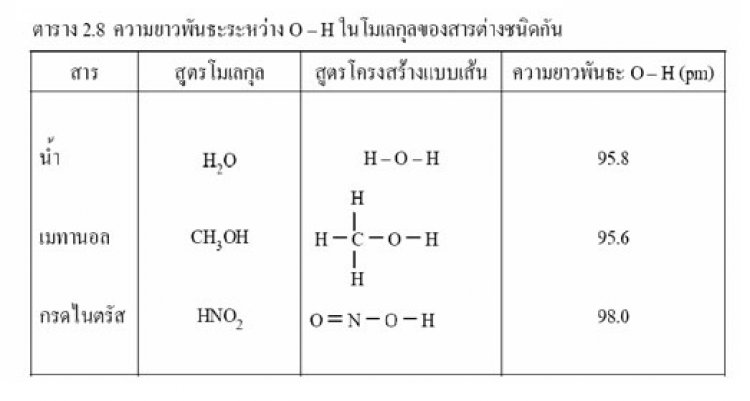 ตาราง 2.8 ความยาวพันธะระหว่าง O – H ในโมเลกุลของสารต่างชนิดกัน
สาร สูตรโมเลกุล สูตรโครงสร้างแบบเส้น ความยาวพันธะ O – H (pm)
น้ำ H₂O H – O – H 95.8
H
|
เมทานอล CH₃OH H – C – O – H 95.6
|
H
กรดไนตรัส HNO₂ O = N – O – H 98.0